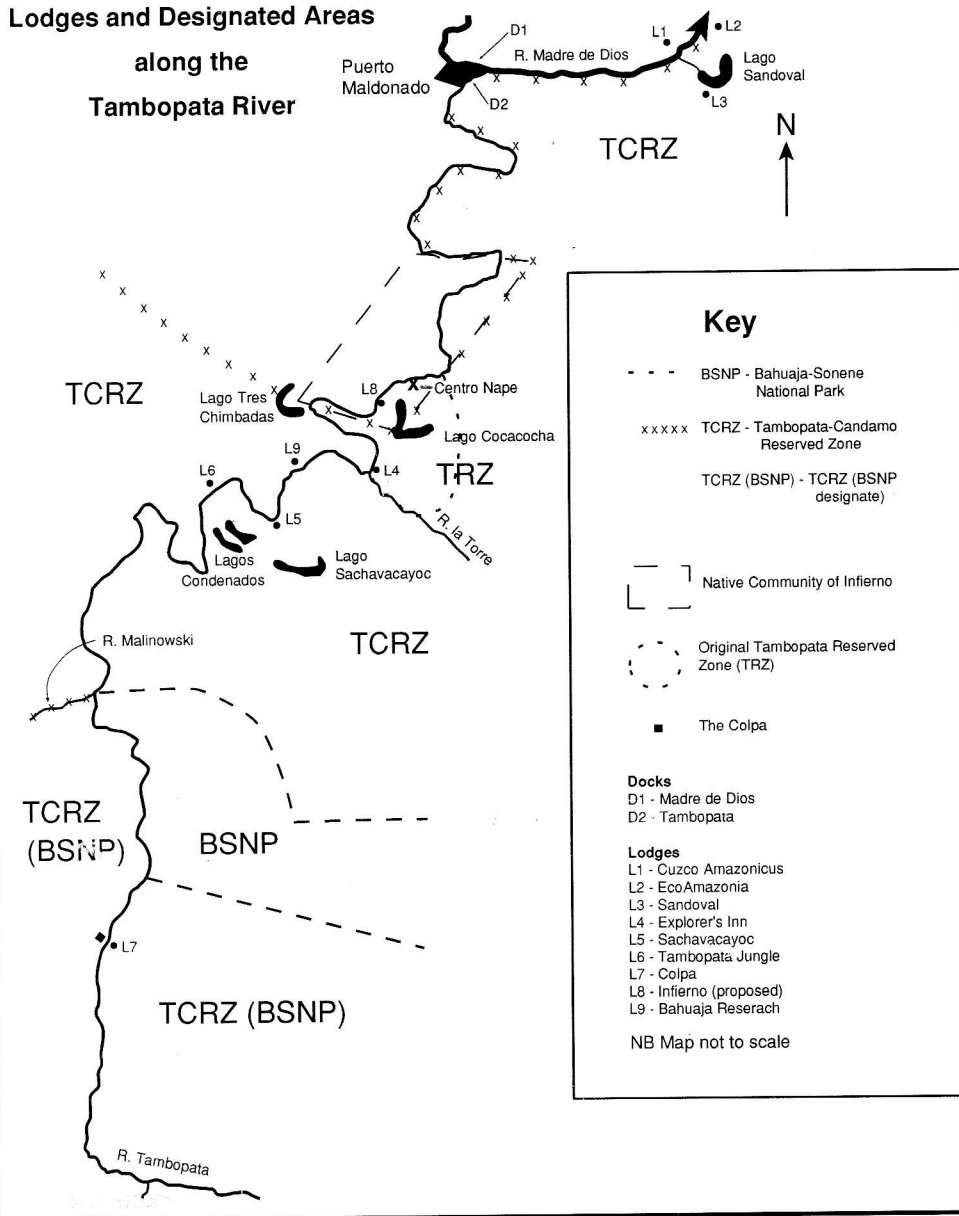 Lodges and Designated Areas
along the
Tambopata River
D1
R. Madre de Dios
L1
L2
Lago
Sandoval
Puerto
Maldonado
D2
L3
TCRZ
N
TCRZ
Lago Tres
Chimbadas
L8
Centro Nape
Lago Cocacocha
L9
L6
L4
TRZ
L5
R. la Torre
Lagos
Condenados
Lago
Sachavacayoc
R. Malinowski
TCRZ
TCRZ
(BSNP)
BSNP
L7
TCRZ (BSNP)
R. Tambopata
Key
BSNP - Bahuaja-Sonene
National Park
xxxxx TCRZ - Tambopata-Candamo
Reserved Zone
TCRZ (BSNP) - TCRZ (BSNP
designate)
Native Community of Infierno
Original Tambopata Reserved
Zone (TRZ)
The Colpa
Docks
D1 - Madre de Dios
D2 - Tambopata
Lodges
L1 - Cuzco Amazonicus
L2 - EcoAmazonia
L3 - Sandoval
L4 - Explorer's Inn
L5 - Sachavacayoc
L6 - Tambopata Jungle
L7 - Colpa
L8 - Infierno (proposed)
L9 - Bahuaja Reserach
NB Map not to scale